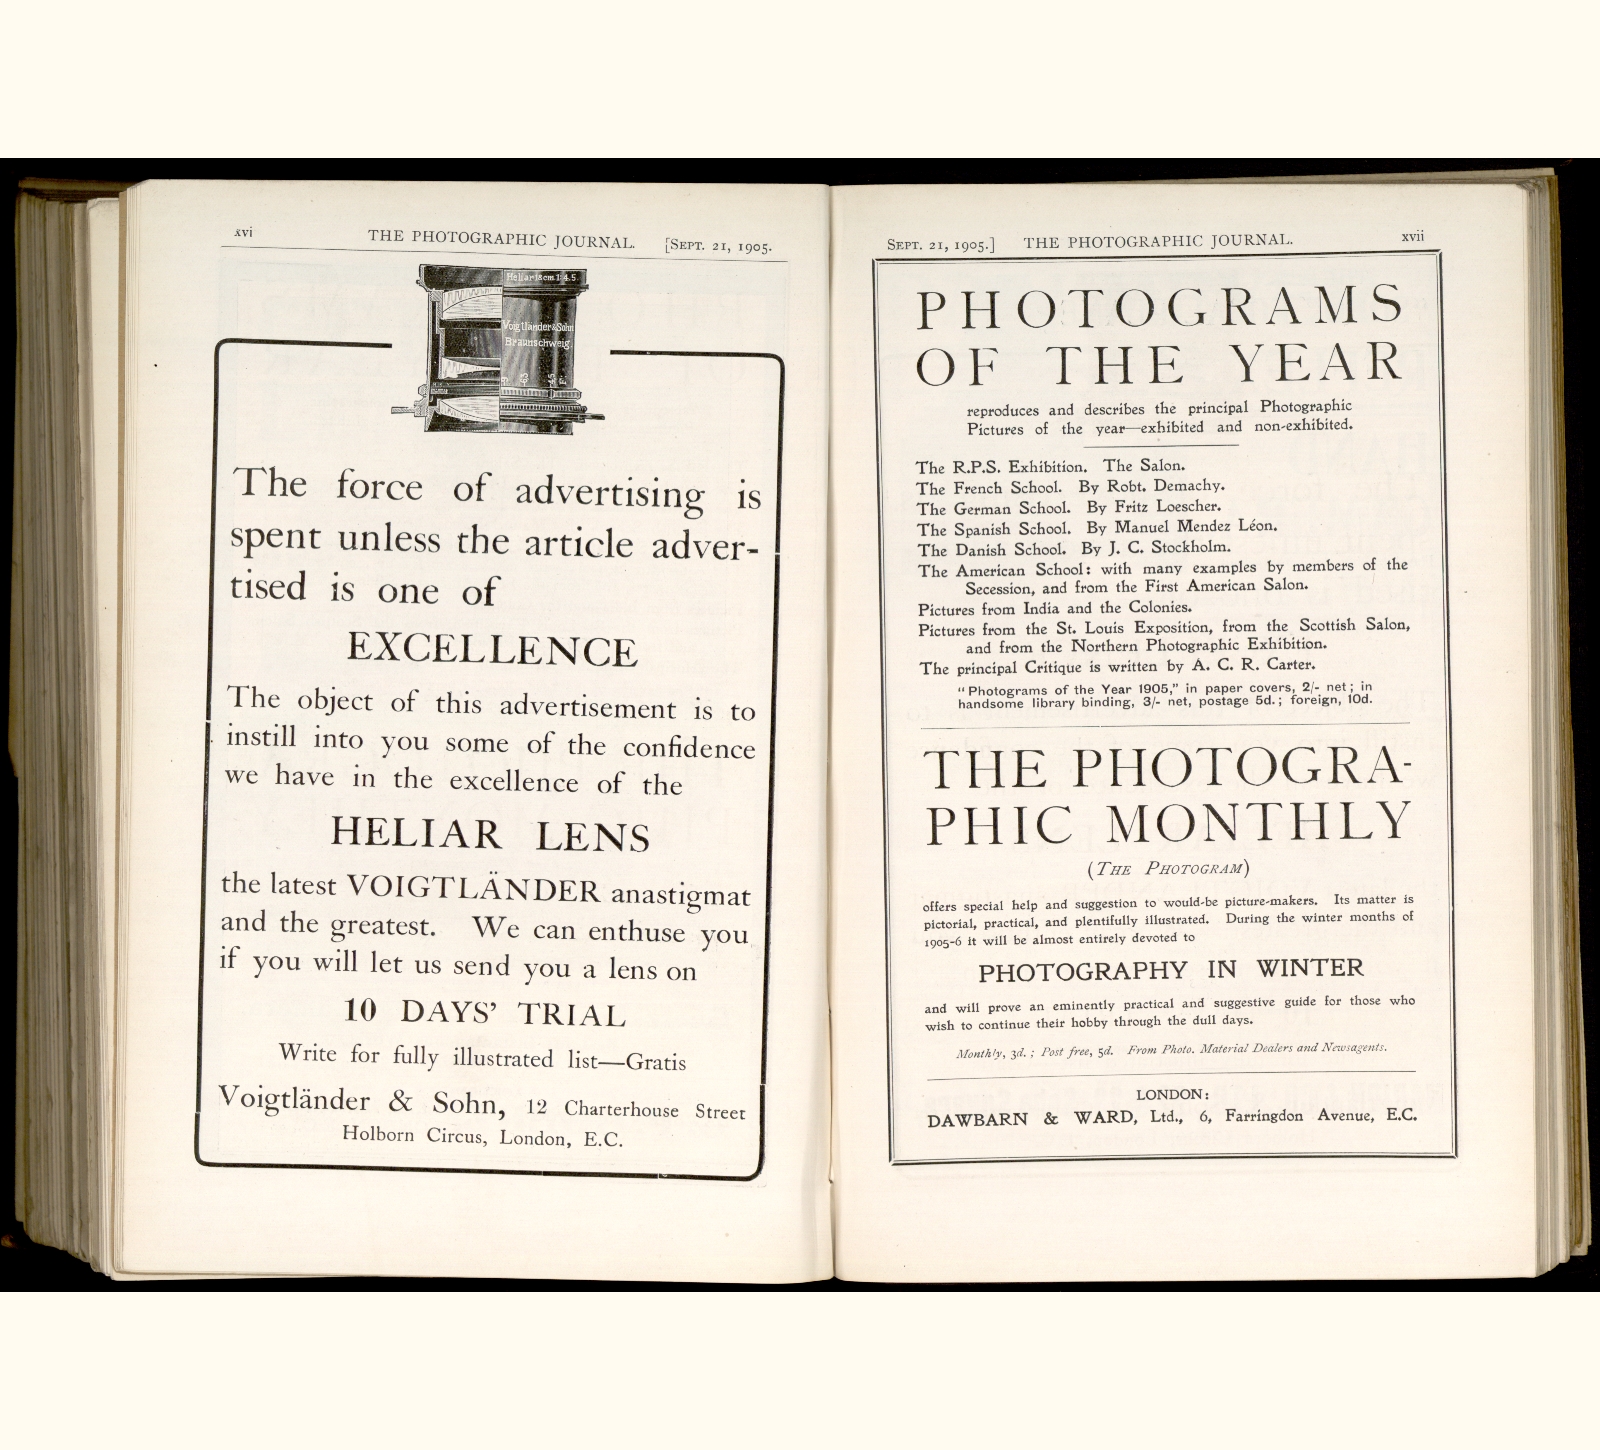 xvi THE PHOTOGRAPHIC JOURNAL. [SEPT. 21, 1905.
Heliar 18cm 1:4.5
Voigtländer & Sohn
Braunschweig
The force of advertising is
spent unless the article adver-
tised is one of
EXCELLENCE
The object of this advertisement is to
instill into you some of the confidence
we have in the excellence of the
HELIAR LENS
the latest VOIGTLÄNDER anastigmat
and the greatest. We can enthuse you
if you will let us send you a lens on
10 DAYS' TRIAL
Write for fully illustrated list—Gratis
Voigtländer & Sohn, 12 Charterhouse Street
Holborn Circus, London, E.C.
SEPT. 21, 1905.] THE PHOTOGRAPHIC JOURNAL. xvii
PHOTOGRAMS
OF THE YEAR
reproduces and describes the principal Photographic
Pictures of the year—exhibited and non-exhibited.
The R.P.S. Exhibition. The Salon.
The French School. By Robt. Demachy.
The German School. By Fritz Loescher.
The Spanish School. By Manuel Mendez Léon.
The Danish School. By J. C. Stockholm.
The American School: with many examples by members of the
Secession, and from the First American Salon.
Pictures from India and the Colonies.
Pictures from the St. Louis Exposition, from the Scottish Salon,
and from the Northern Photographic Exhibition.
The principal Critique is written by A. C. R. Carter.
"Photograms of the Year 1905," in paper covers, 2/- net; in
handsome library binding, 3/- net, postage 5d.; foreign, 10d.
THE PHOTOGRA-
PHIC MONTHLY
(THE PHOTOGRAM)
offers special help and suggestion to would-be picture-makers. Its matter is
pictorial, practical, and plentifully illustrated. During the winter months of
1905-6 it will be almost entirely devoted to
PHOTOGRAPHY IN WINTER
and will prove an eminently practical and suggestive guide for those who
wish to continue their hobby through the dull days.
Monthly, 3d.; Post free, 5d. From Photo. Material Dealers and Newsagents.
LONDON:
DAWBARN & WARD, Ltd., 6, Farringdon Avenue, E.C.